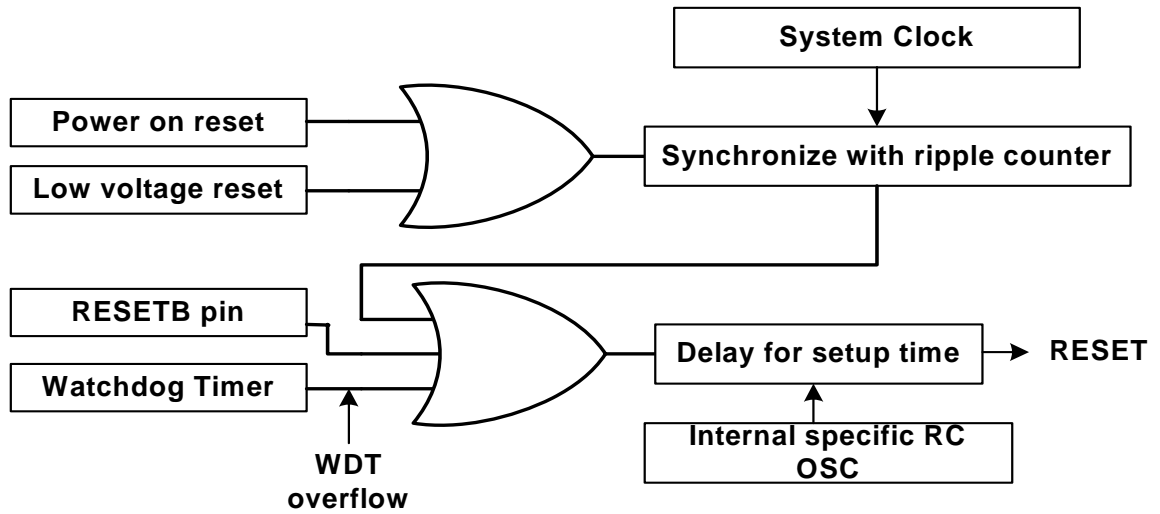 System Clock
Power on reset
Synchronize with ripple counter
Low voltage reset
RESETB pin
Delay for setup time
RESET
Watchdog Timer
Internal specific RC
OSC
WDT
overflow